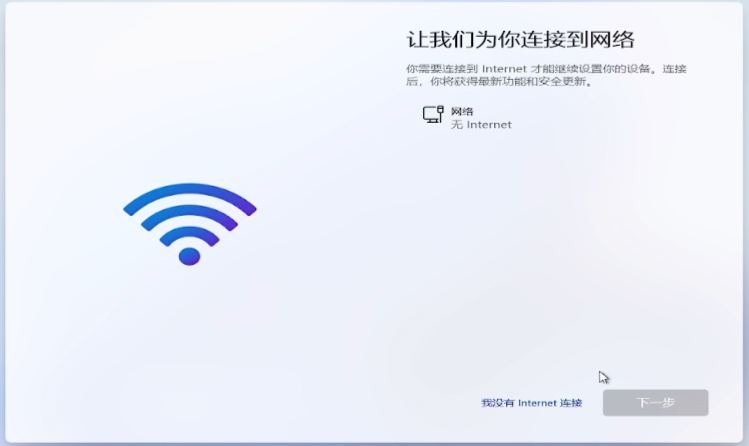 让我们为你连接到网络
你需要连接到 Internet 才能继续设置你的设备。连接
后，你将获得最新功能和安全更新。
网络
无 Internet
我没有 Internet 连接
下一步